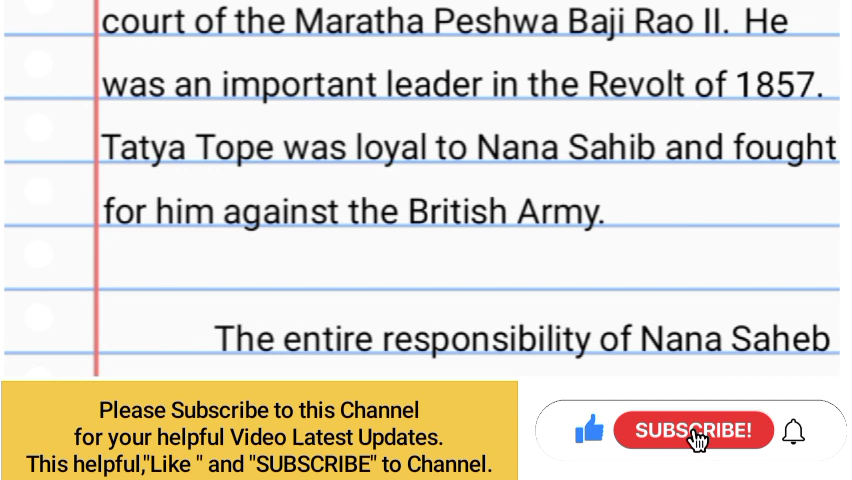 court of the Maratha Peshwa Baji Rao II. He
was an important leader in the Revolt of 1857.
Tatya Tope was loyal to Nana Sahib and fought
for him against the British Army.
The entire responsibility of Nana Saheb
Please Subscribe to this Channel
for your helpful Video Latest Updates.
This helpful,"Like " and "SUBSCRIBE" to Channel.
SUBSCRIBE!